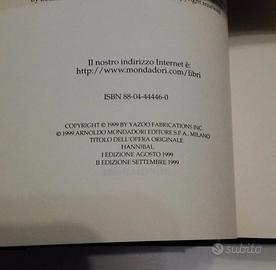 Il nostro indirizzo Internet è:
http://www.mondadori.com/libri
ISBN 88-04-44446-0
COPYRIGHT © 1999 BY YAZOO FABRICATIONS INC.
© 1999 ARNOLDO MONDADORI EDITORE S.P.A., MILANO
TITOLO DELL'OPERA ORIGINALE
HANNIBAL
I EDIZIONE AGOSTO 1999
II EDIZIONE SETTEMBRE 1999
subito